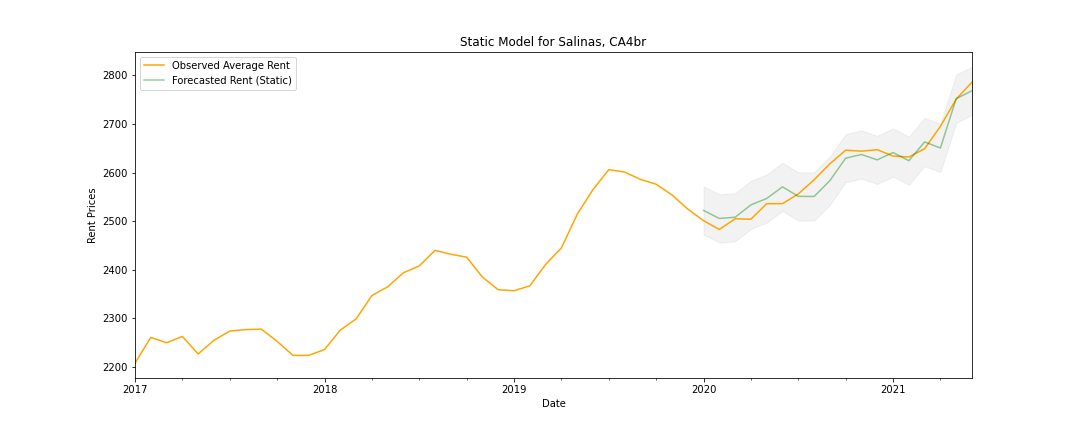 Static Model for Salinas, CA4br
Observed Average Rent
Forecasted Rent (Static)
2800
2700
2600
2500
2400
2300
2200
Rent Prices
2017
2018
2019
2020
2021
Date